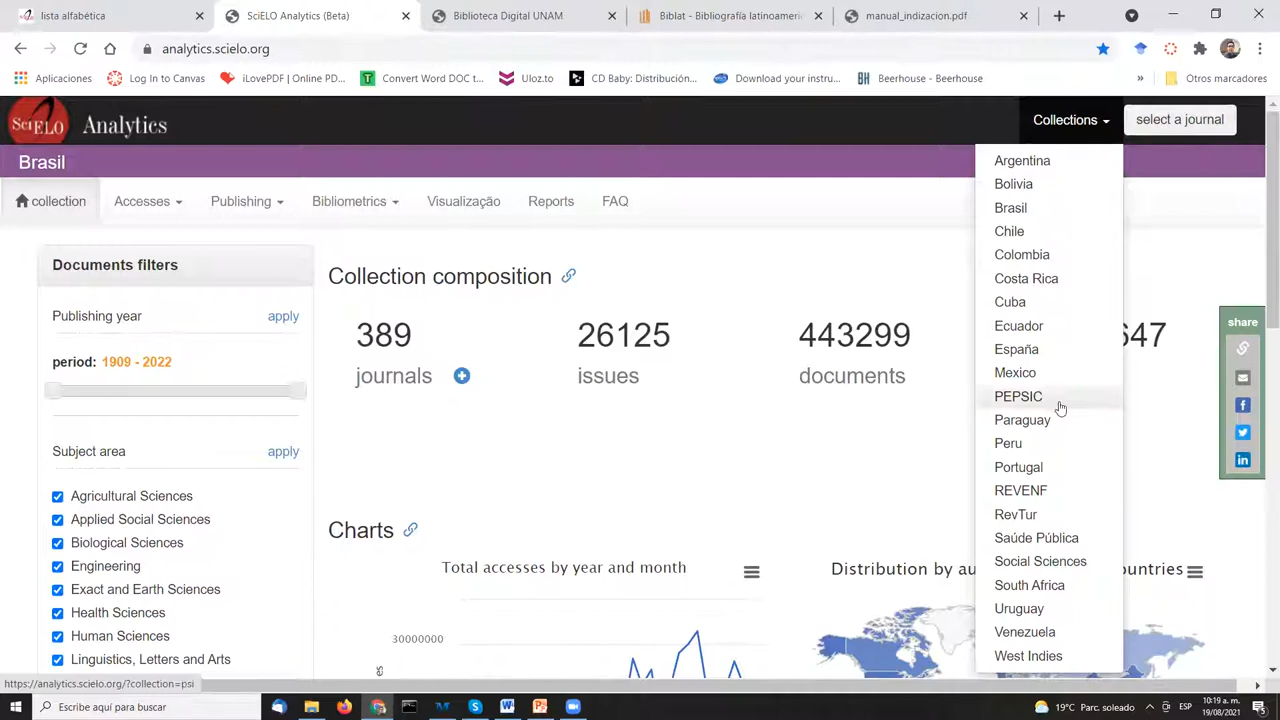 lista alfabética
SciELO Analytics (Beta)
Biblioteca Digital UNAM
Biblat - Bibliografía latinoameri
manual_indizacion.pdf
analytics.scielo.org
Aplicaciones
Log In to Canvas
iLovePDF | Online PD...
Convert Word DOC t...
Uloz.to
CD Baby: Distribución...
Download your instru...
Beerhouse - Beerhouse
»
Otros marcadores
SciELO
Analytics
Collections
select a journal
Brasil
collection
Accesses
Publishing
Bibliometrics
Visualização
Reports
FAQ
Argentina
Bolivia
Brasil
Chile
Colombia
Costa Rica
Cuba
Ecuador
España
Mexico
PEPSIC
Paraguay
Peru
Portugal
REVENF
RevTur
Saúde Pública
Social Sciences
South Africa
Uruguay
Venezuela
West Indies
Documents filters
Publishing year
apply
period: 1909 - 2022
Subject area
apply
Agricultural Sciences
Applied Social Sciences
Biological Sciences
Engineering
Exact and Earth Sciences
Health Sciences
Human Sciences
Linguistics, Letters and Arts
Collection composition
389
journals
26125
issues
443299
documents
647
share
Charts
Total accesses by year and month
30000000
Distribution by au
countries
https://analytics.scielo.org/?collection=psi
Escribe aquí para buscar
19°C Parc. soleado
ESP
10:19 a. m.
19/08/2021